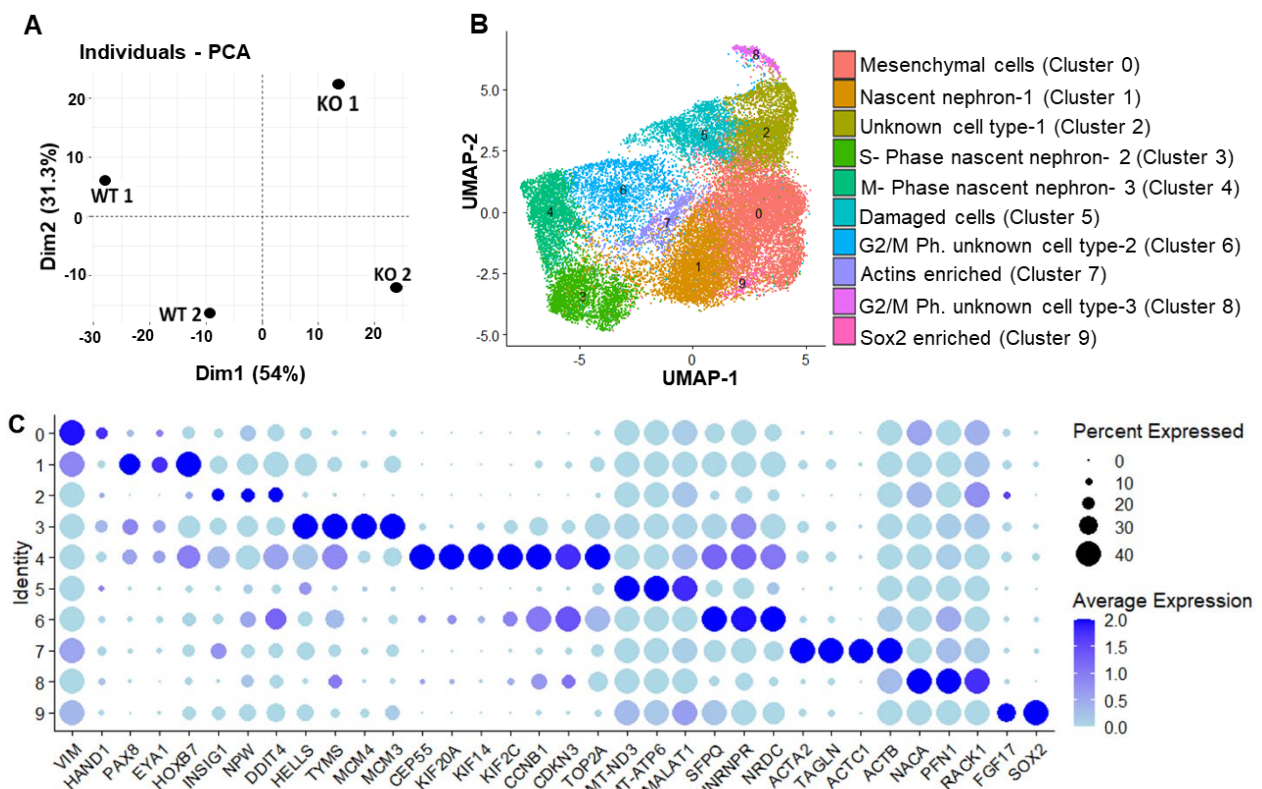 A
Individuals - PCA
20
10
0
-10
KO 1
WT 1
KO 2
WT 2
-30
-20
-10
0
10
20
Dim2 (31.3%)
Dim1 (54%)
B
5.0
2.5
0.0
-2.5
-5.0
-5
0
5
UMAP-2
UMAP-1
8
5
2
6
4
7
0
1
9
3
Mesenchymal cells (Cluster 0)
Nascent nephron-1 (Cluster 1)
Unknown cell type-1 (Cluster 2)
S- Phase nascent nephron- 2 (Cluster 3)
M- Phase nascent nephron- 3 (Cluster 4)
Damaged cells (Cluster 5)
G2/M Ph. unknown cell type-2 (Cluster 6)
Actins enriched (Cluster 7)
G2/M Ph. unknown cell type-3 (Cluster 8)
Sox2 enriched (Cluster 9)
C
Identity
0
1
2
3
4
5
6
7
8
9
VIM
HAND1
PAX8
EYA1
HOXB7
INSIG1
NPW
DDIT4
HELLS
TYMS
MCM4
MCM3
CEP55
KIF20A
KIF14
KIF2C
CCNB1
CDKN3
TOP2A
MT-ND3
MT-ATP6
MALAT1
SFPQ
HNRNPR
NRDC
ACTA2
TAGLN
ACTC1
ACTB
NACA
PFN1
RACK1
FGF17
SOX2
Percent Expressed
0
10
20
30
40
Average Expression
2.0
1.5
1.0
0.5
0.0